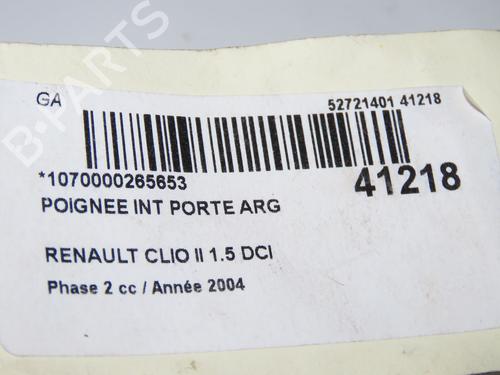 GA
52721401 41218
*1070000265653
41218
POIGNEE INT PORTE ARG
RENAULT CLIO II 1.5 DCI
Phase 2 cc / Année 2004
B-PARTS